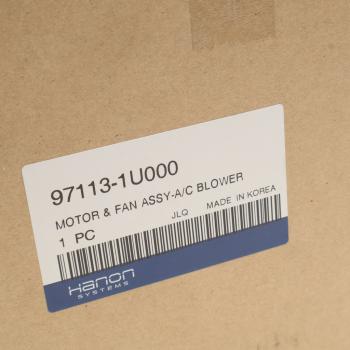 97113-1U000
MOTOR & FAN ASSY-A/C BLOWER
1 PC JLQ MADE IN KOREA
Hanon
SYSTEMS